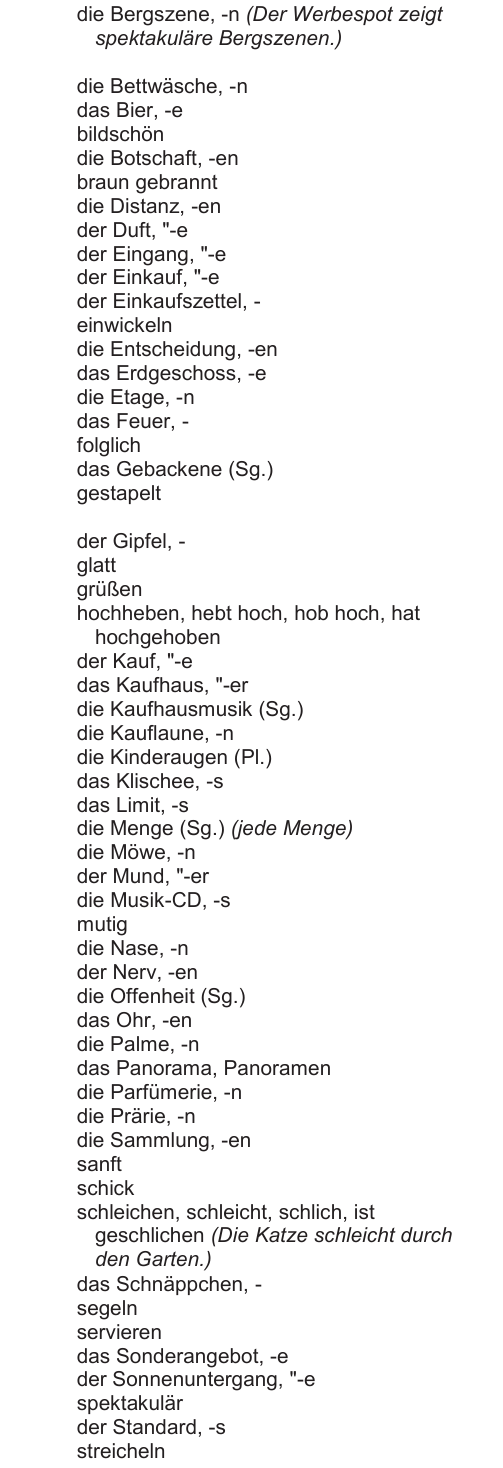 die Bergszene, -n (Der Werbespot zeigt
spektakuläre Bergszenen.)
die Bettwäsche, -n
das Bier, -e
bildschön
die Botschaft, -en
braun gebrannt
die Distanz, -en
der Duft, "-e
der Eingang, "-e
der Einkauf, "-e
der Einkaufszettel, -
einwickeln
die Entscheidung, -en
das Erdgeschoss, -e
die Etage, -n
das Feuer, -
folglich
das Gebackene (Sg.)
gestapelt
der Gipfel, -
glatt
grüßen
hochheben, hebt hoch, hob hoch, hat
hochgehoben
der Kauf, "-e
das Kaufhaus, "-er
die Kaufhausmusik (Sg.)
die Kauflaune, -n
die Kinderaugen (Pl.)
das Klischee, -s
das Limit, -s
die Menge (Sg.) (jede Menge)
die Möwe, -n
der Mund, "-er
die Musik-CD, -s
mutig
die Nase, -n
der Nerv, -en
die Offenheit (Sg.)
das Ohr, -en
die Palme, -n
das Panorama, Panoramen
die Parfümerie, -n
die Prärie, -n
die Sammlung, -en
sanft
schick
schleichen, schleicht, schlich, ist
geschlichen (Die Katze schleicht durch
den Garten.)
das Schnäppchen, -
segeln
servieren
das Sonderangebot, -e
der Sonnenuntergang, "-e
spektakulär
der Standard, -s
streicheln